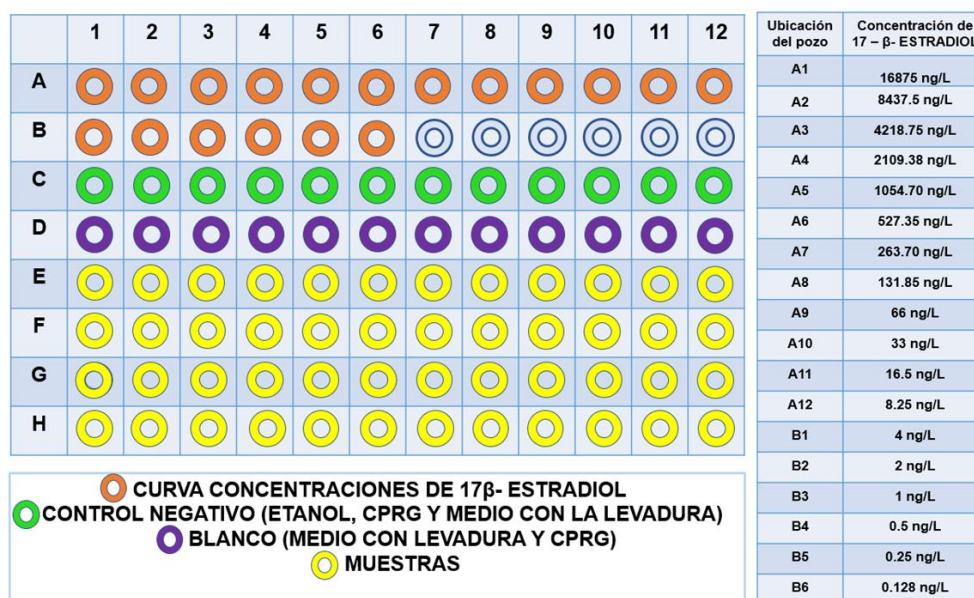 1 2 3 4 5 6 7 8 9 10 11 12
A
B
C
D
E
F
G
H
CURVA CONCENTRACIONES DE 17β- ESTRADIOL
CONTROL NEGATIVO (ETANOL, CPRG Y MEDIO CON LA LEVADURA)
BLANCO (MEDIO CON LEVADURA Y CPRG)
MUESTRAS
Ubicación del pozo Concentración de 17 – β- ESTRADIOL
A1 16875 ng/L
A2 8437.5 ng/L
A3 4218.75 ng/L
A4 2109.38 ng/L
A5 1054.70 ng/L
A6 527.35 ng/L
A7 263.70 ng/L
A8 131.85 ng/L
A9 66 ng/L
A10 33 ng/L
A11 16.5 ng/L
A12 8.25 ng/L
B1 4 ng/L
B2 2 ng/L
B3 1 ng/L
B4 0.5 ng/L
B5 0.25 ng/L
B6 0.128 ng/L